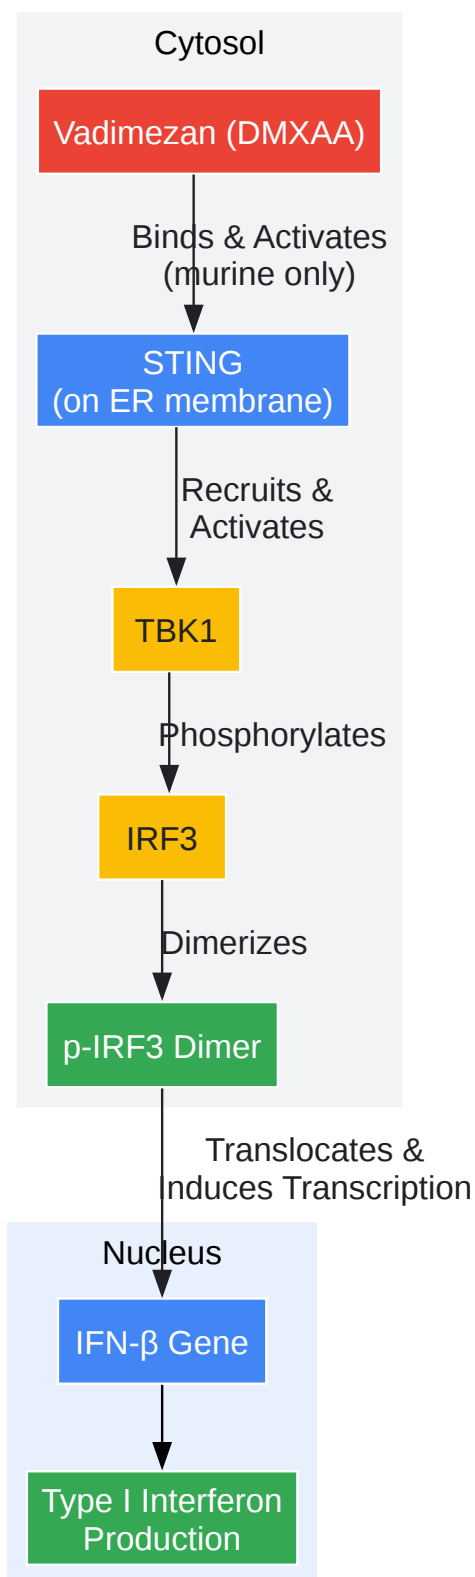 Cytosol
Vadimezan (DMXAA)
Binds & Activates
(murine only)
STING
(on ER membrane)
Recruits &
Activates
TBK1
Phosphorylates
IRF3
Dimerizes
p-IRF3 Dimer
Translocates &
Induces Transcription
Nucleus
IFN-β Gene
Type I Interferon
Production